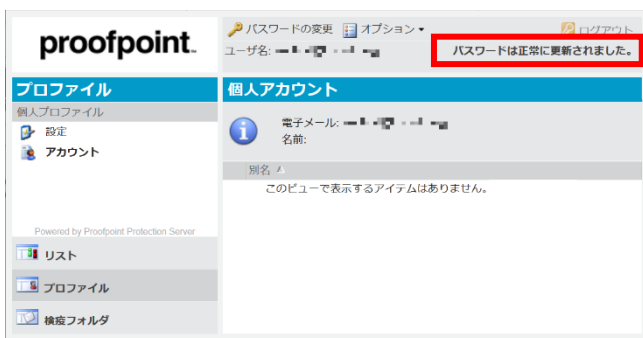 proofpoint™
パスワードの変更 オプション▼ ログアウト
ユーザ名: パスワードは正常に更新されました。
プロファイル
個人プロファイル
設定
アカウント
Powered by Proofpoint Protection Server
リスト
プロファイル
検疫フォルダ
個人アカウント
電子メール:
名前:
別名
このビューで表示するアイテムはありません。